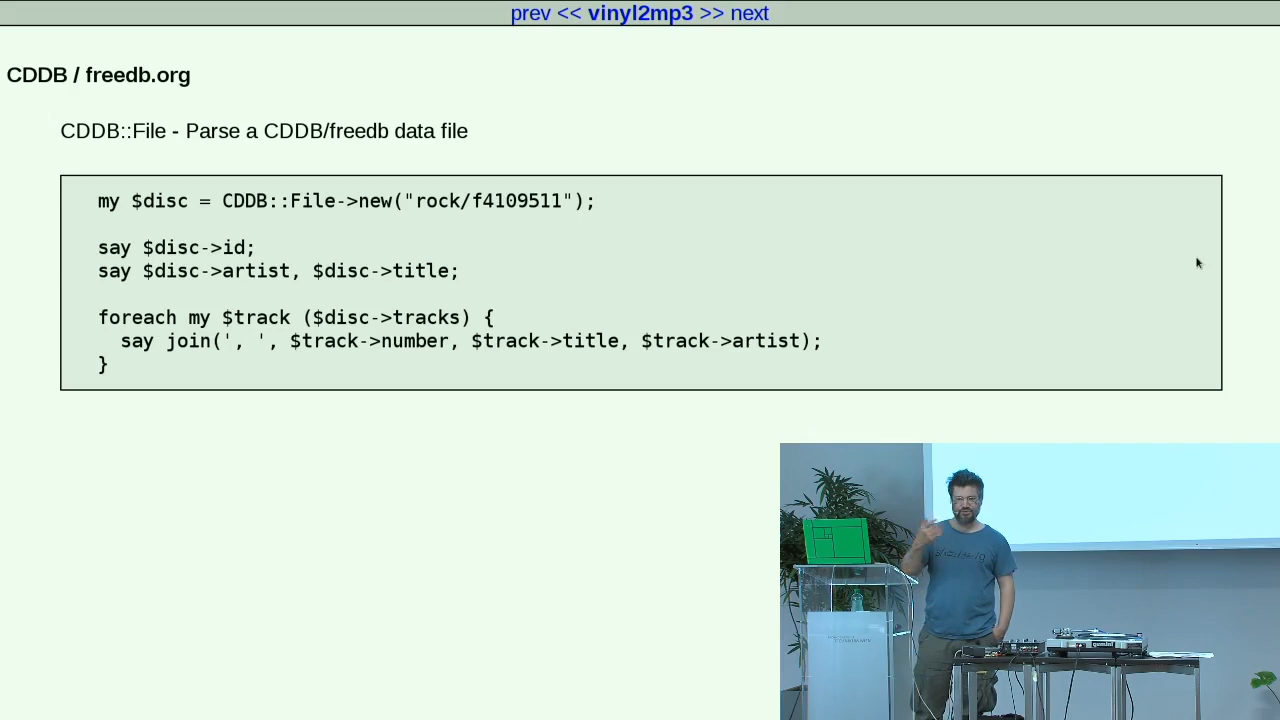 prev << vinyl2mp3 >> next
CDDB / freedb.org
CDDB::File - Parse a CDDB/freedb data file
my $disc = CDDB::File->new("rock/f4109511");
say $disc->id;
say $disc->artist, $disc->title;
foreach my $track ($disc->tracks) {
say join(', ', $track->number, $track->title, $track->artist);
}
gemini